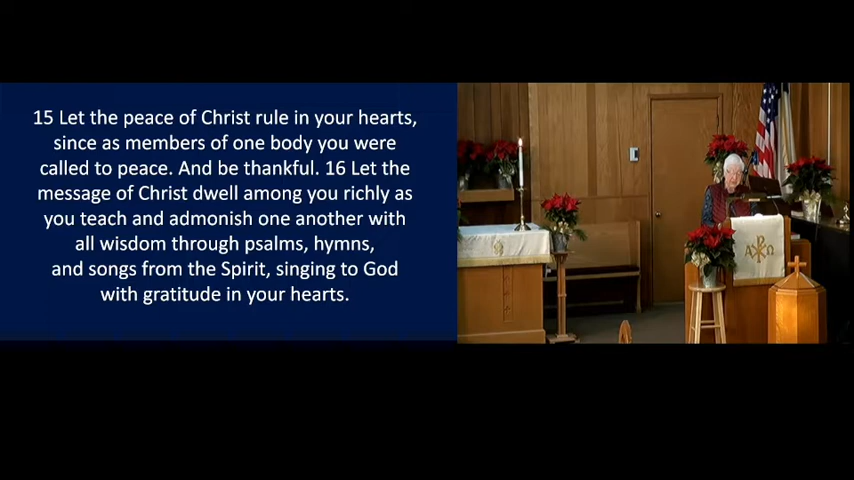 15 Let the peace of Christ rule in your hearts,
since as members of one body you were
called to peace. And be thankful. 16 Let the
message of Christ dwell among you richly as
you teach and admonish one another with
all wisdom through psalms, hymns,
and songs from the Spirit, singing to God
with gratitude in your hearts.
ΑΩ